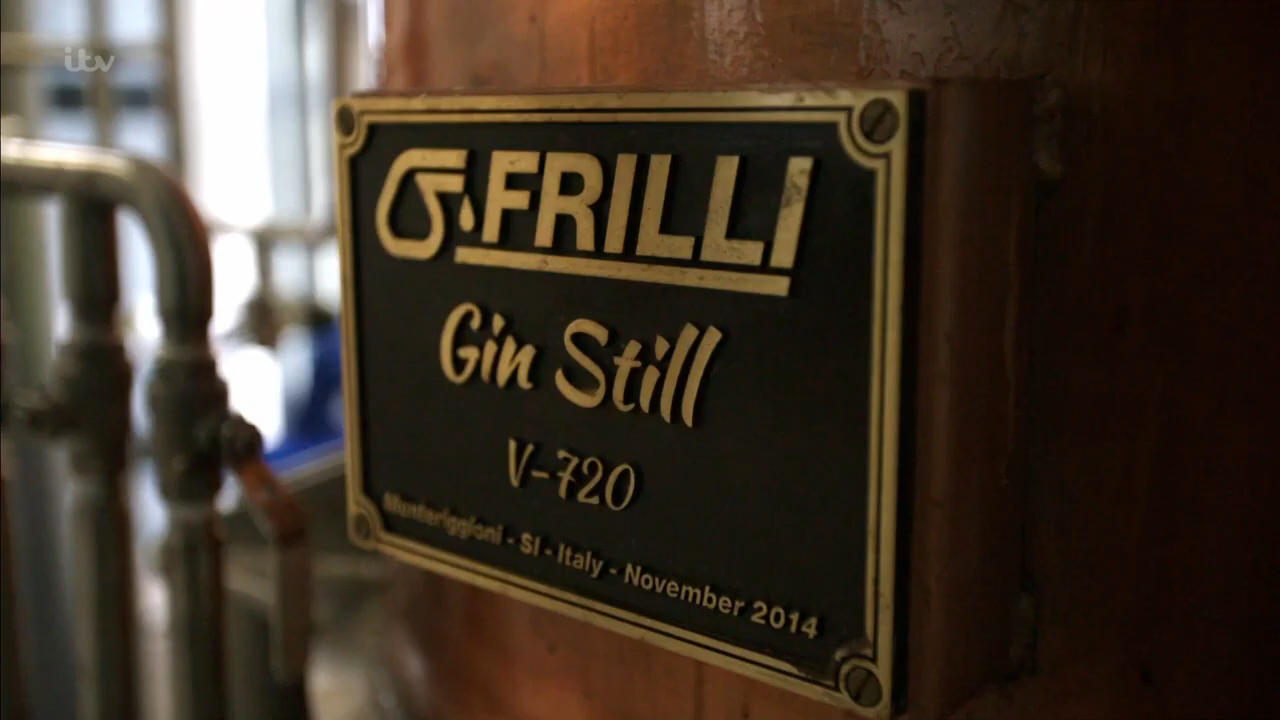 itv
FRILLI
Gin Still
V-720
Monteriggioni - SI - Italy - November 2014